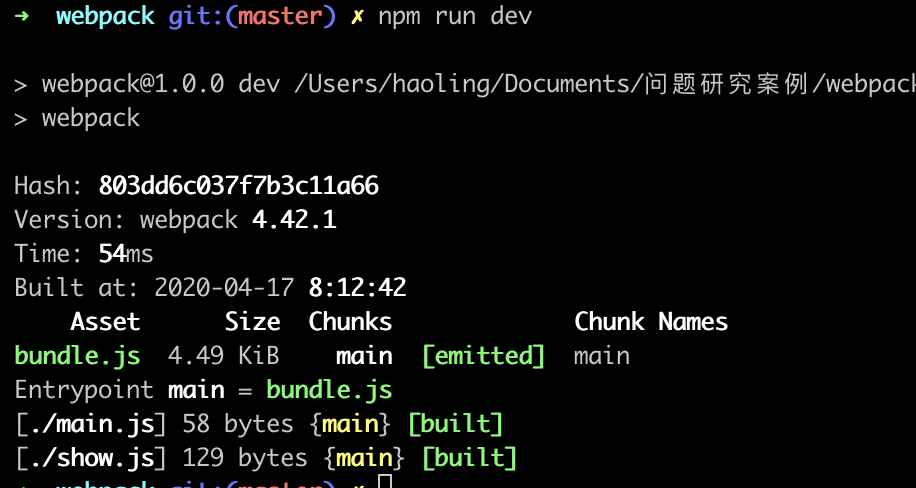 ➜  webpack git:(master) ✗ npm run dev

> webpack@1.0.0 dev /Users/haoling/Documents/问题研究案例/webpack
> webpack

Hash: 803dd6c037f7b3c11a66
Version: webpack 4.42.1
Time: 54ms
Built at: 2020-04-17 8:12:42
    Asset      Size  Chunks             Chunk Names
bundle.js  4.49 KiB    main  [emitted]  main
Entrypoint main = bundle.js
[./main.js] 58 bytes {main} [built]
[./show.js] 129 bytes {main} [built]
➜  webpack git:(master) ✗